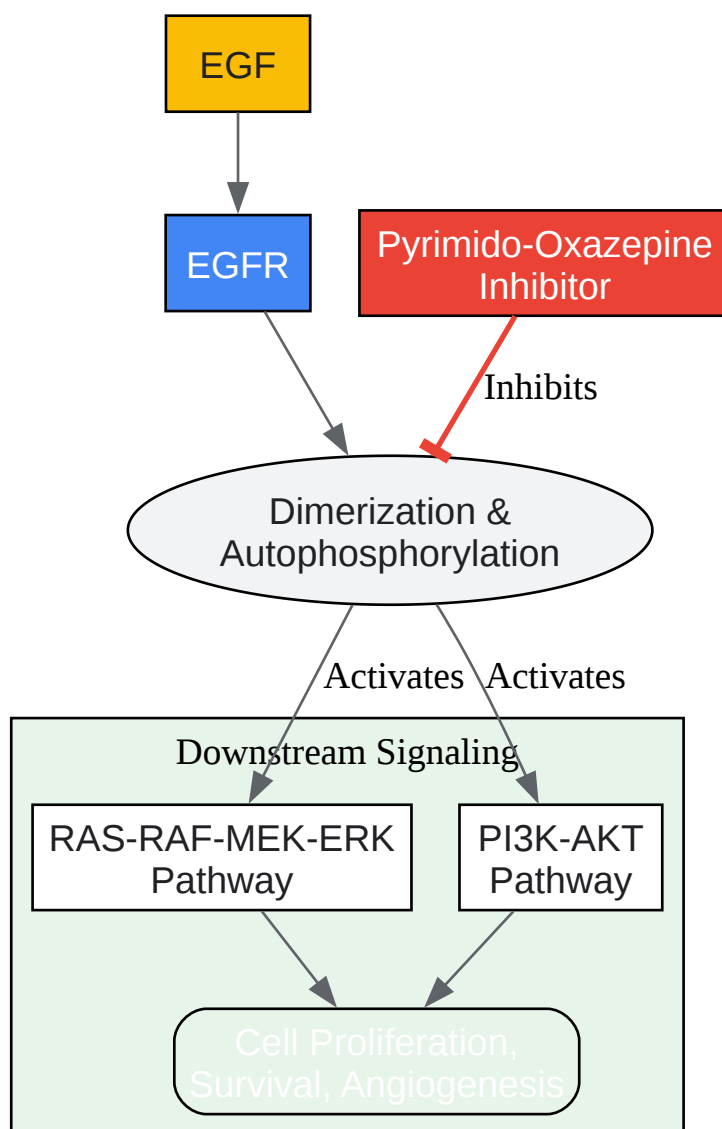 EGF
EGFR
Pyrimido-Oxazepine
Inhibitor
Inhibits
Dimerization &
Autophosphorylation
Activates
Activates
Downstream Signaling
RAS-RAF-MEK-ERK
Pathway
PI3K-AKT
Pathway
Cell Proliferation,
Survival, Angiogenesis